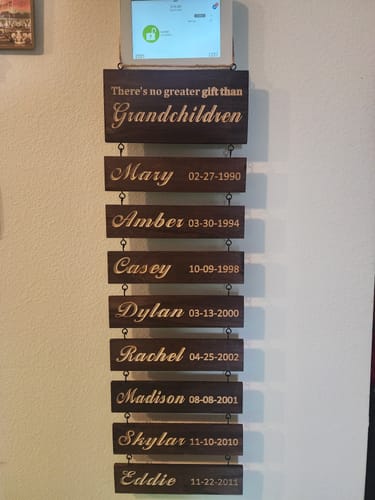 There's no greater gift than
Grandchildren
Mary 02-27-1990
Amber 03-30-1994
Casey 10-09-1998
Dylan 03-13-2000
Rachel 04-25-2002
Madison 08-08-2001
Skylar 11-10-2010
Eddie 11-22-2011